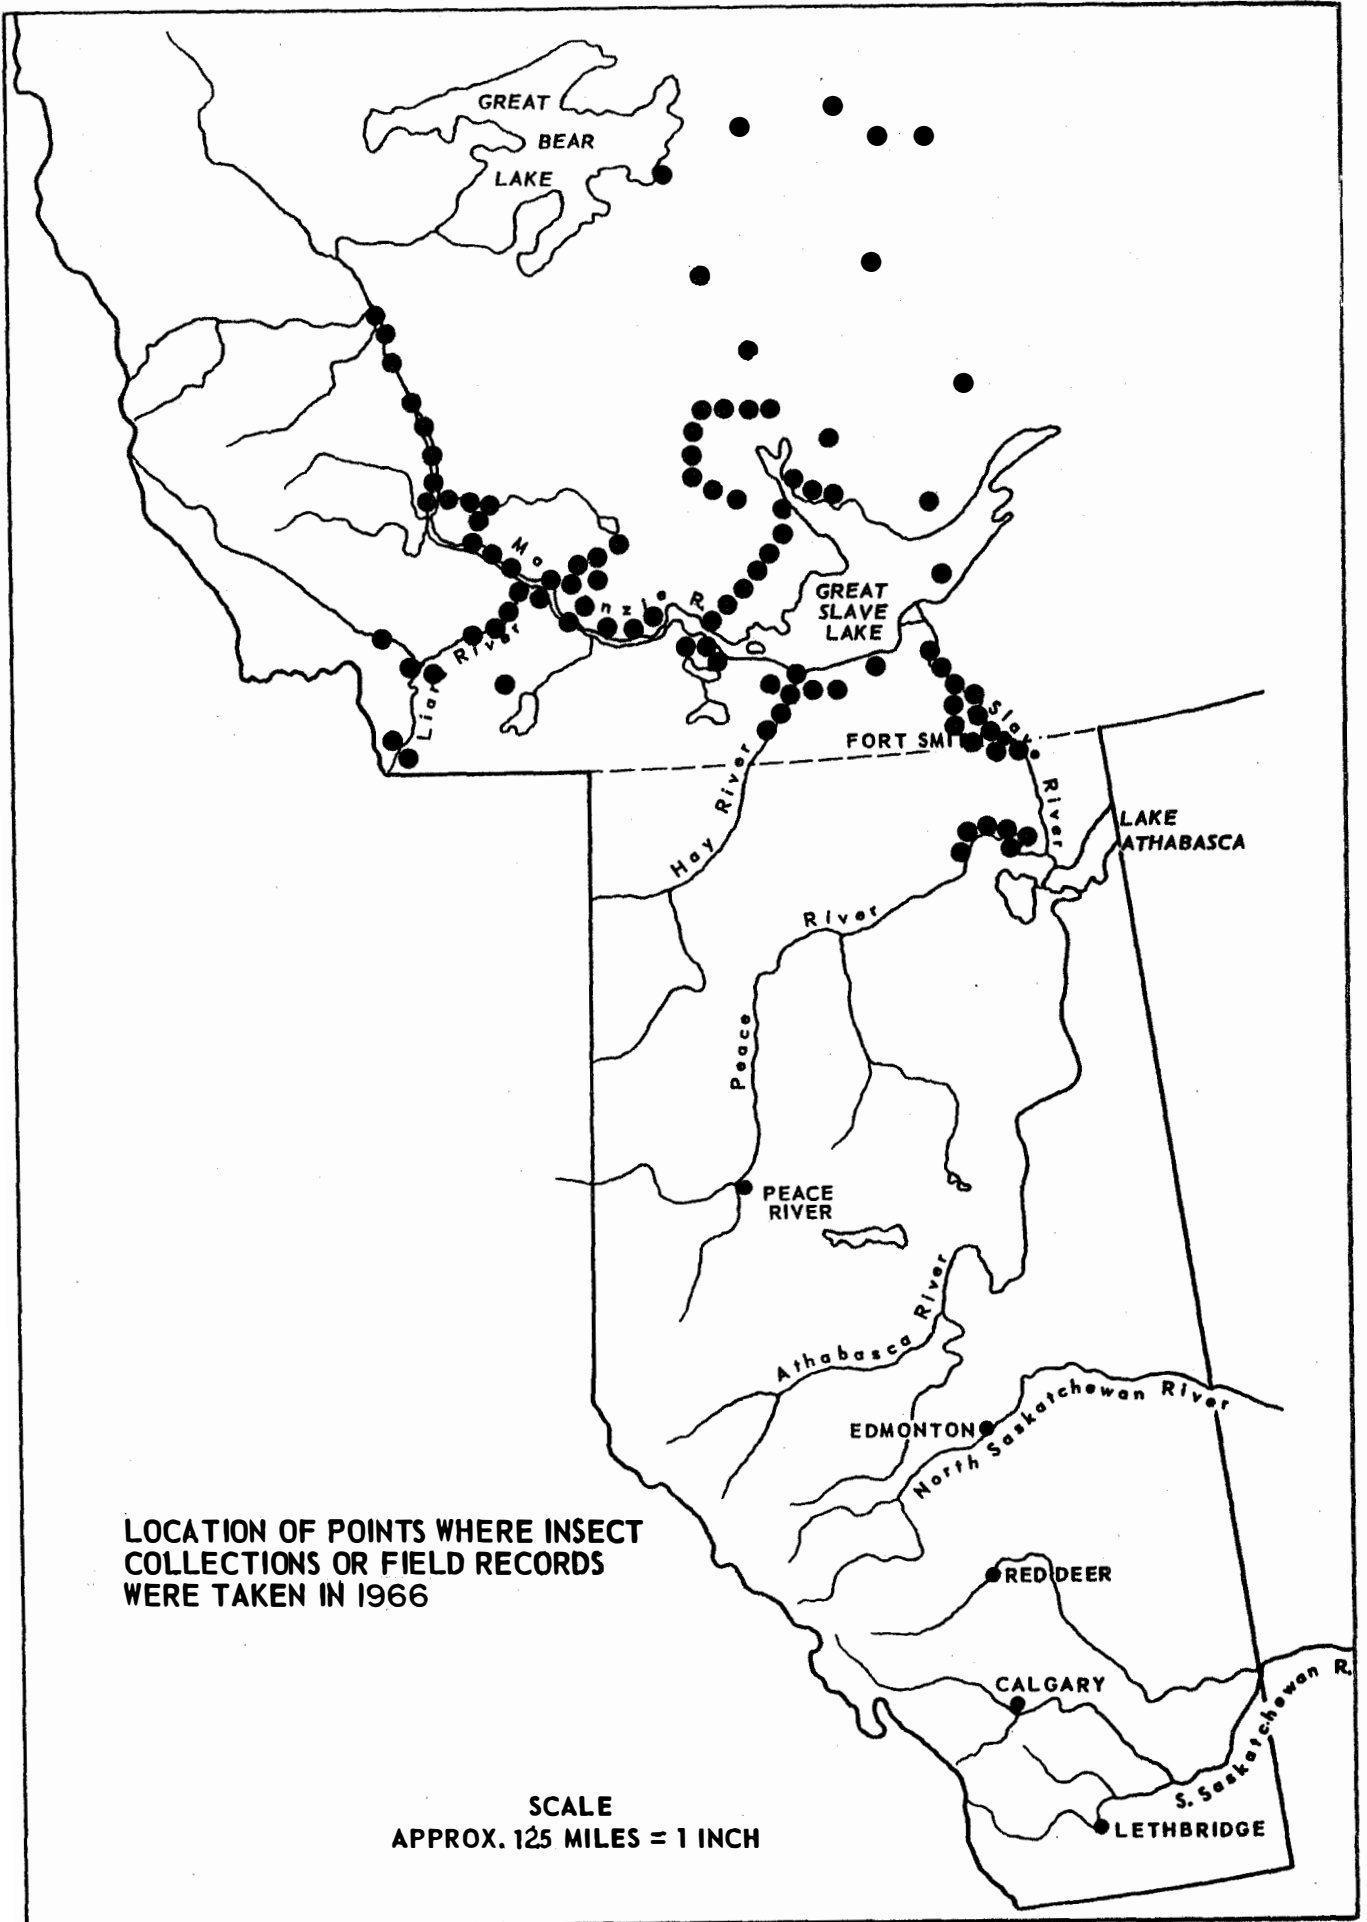 GREAT
BEAR
LAKE
Ma
nzie R.
GREAT
SLAVE
LAKE
Liard River
Slav
River
FORT SMI
Hay River
LAKE
ATHABASCA
River
Peace
PEACE
RIVER
Athabasca River
EDMONTON
North Saskatchewan River
LOCATION OF POINTS WHERE INSECT
COLLECTIONS OR FIELD RECORDS
WERE TAKEN IN 1966
RED DEER
CALGARY
S. Saskatchewan R.
SCALE
APPROX. 125 MILES = 1 INCH
LETHBRIDGE